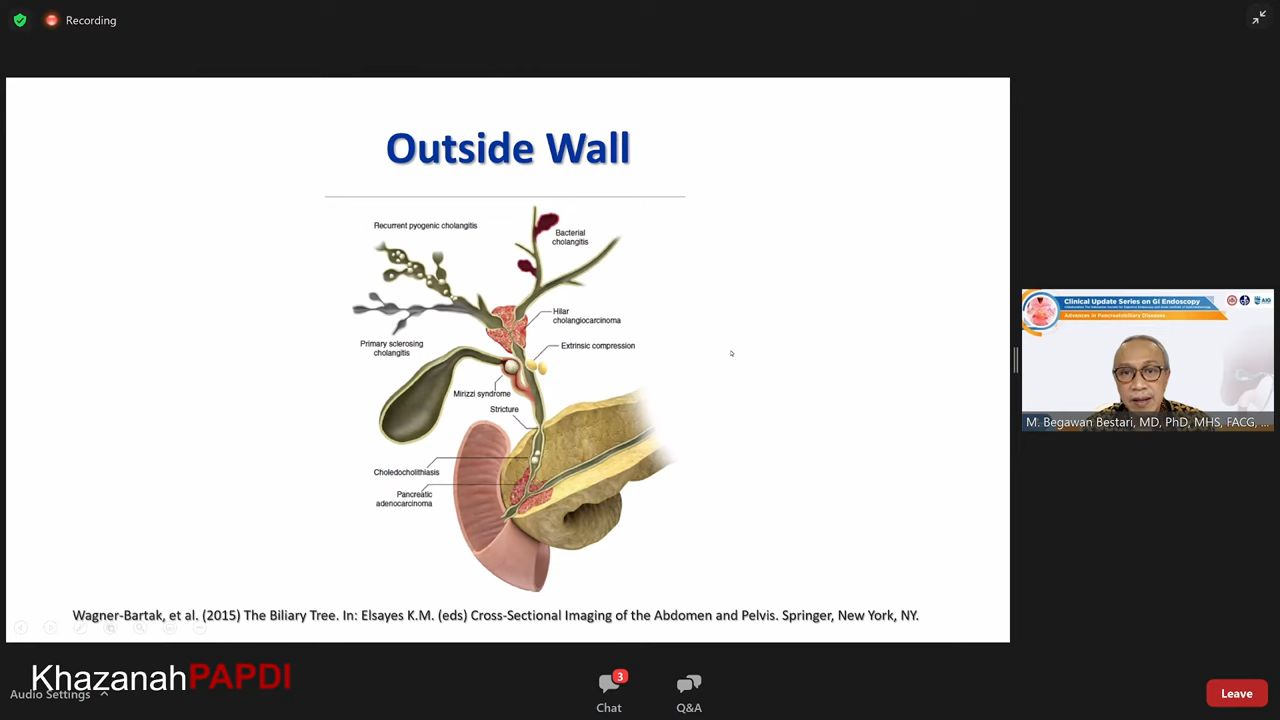 Recording
Outside Wall
Recurrent pyogenic cholangitis
Bacterial
cholangitis
Hilar
cholangiocarcinoma
Primary sclerosing
cholangitis
Extrinsic compression
Mirizzi syndrome
Stricture
Choledocholithiasis
Pancreatic
adenocarcinoma
Wagner-Bartak, et al. (2015) The Biliary Tree. In: Elsayes K.M. (eds) Cross-Sectional Imaging of the Abdomen and Pelvis. Springer, New York, NY.
Clinical Update Series on GI Endoscopy
Advances in Pancreatobiliary Diseases
M. Begawan Bestari, MD, PhD, MHS, FACG, ...
KhazanahPAPDI
Audio Settings
3
Chat
Q&A
Leave